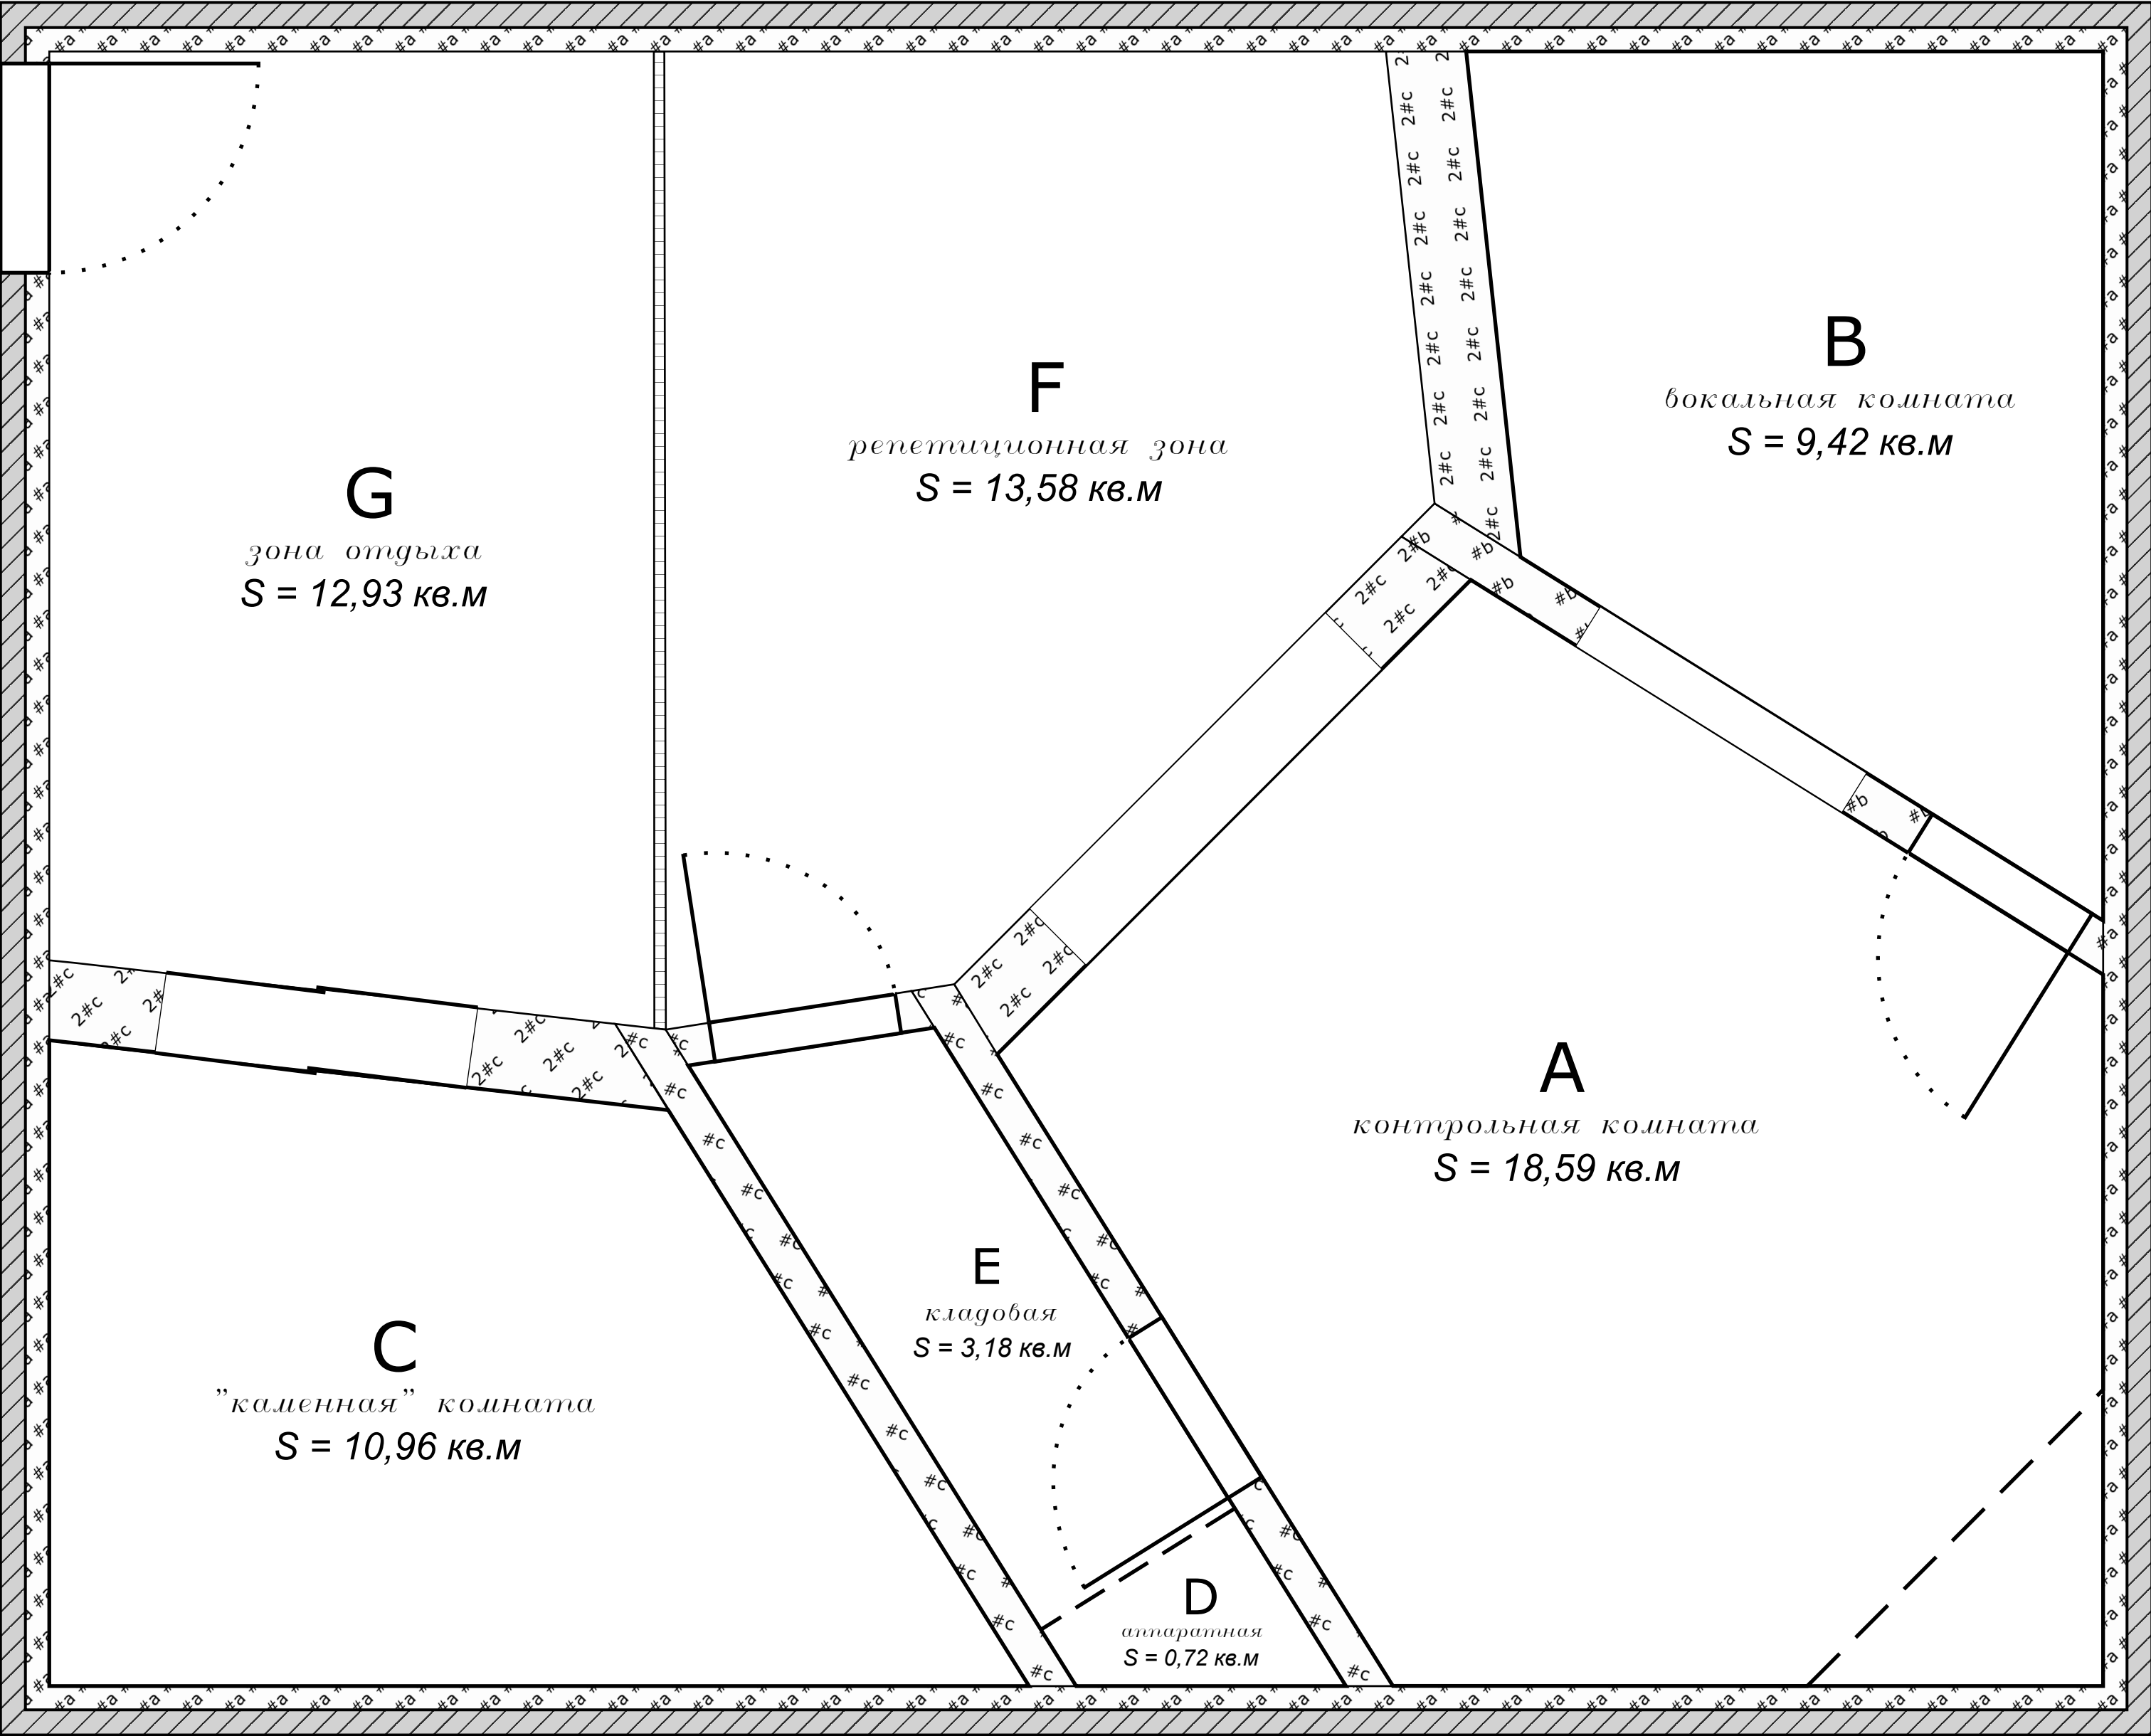 G
зона отдыха
S = 12,93 кв.м
F
репетиционная зона
S = 13,58 кв.м
B
вокальная комната
S = 9,42 кв.м
A
контрольная комната
S = 18,59 кв.м
E
кладовая
S = 3,18 кв.м
C
"каменная" комната
S = 10,96 кв.м
D
аппаратная
S = 0,72 кв.м